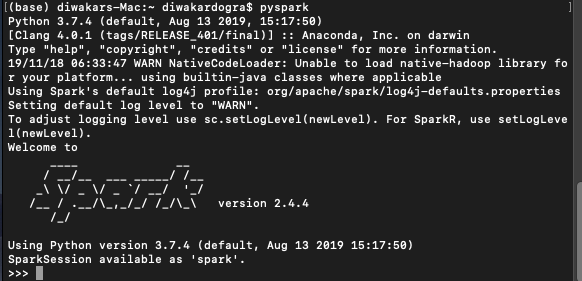 [(base) diwakars-Mac:~ diwakardogra$ pyspark ]
Python 3.7.4 (default, Aug 13 2019, 15:17:50)
[Clang 4.0.1 (tags/RELEASE_401/final)] :: Anaconda, Inc. on darwin
Type "help", "copyright", "credits" or "license" for more information.
19/11/18 06:33:47 WARN NativeCodeLoader: Unable to load native-hadoop library fo
r your platform... using builtin-java classes where applicable
Using Spark's default log4j profile: org/apache/spark/log4j-defaults.properties
Setting default log level to "WARN".
To adjust logging level use sc.setLogLevel(newLevel). For SparkR, use setLogLeve
l(newLevel).
Welcome to
      ____              __
     / __/__  ___ _____/ /__
    _\ \/ _ \/ _ `/ __/  '_/
   /__ / .__/\_,_/_/ /_/\_\   version 2.4.4
      /_/
Using Python version 3.7.4 (default, Aug 13 2019 15:17:50)
SparkSession available as 'spark'.
>>>